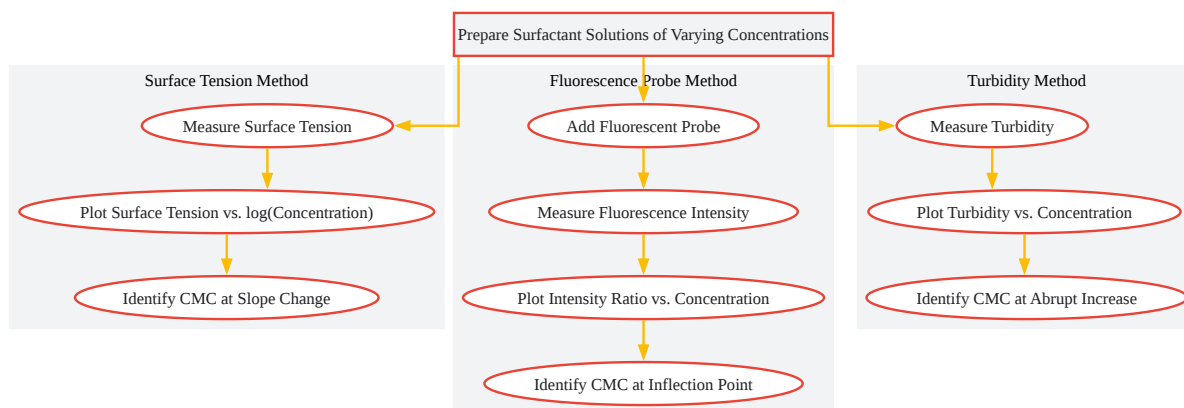 Prepare Surfactant Solutions of Varying Concentrations
Surface Tension Method
Measure Surface Tension
Plot Surface Tension vs. log(Concentration)
Identify CMC at Slope Change
Fluorescence Probe Method
Add Fluorescent Probe
Measure Fluorescence Intensity
Plot Intensity Ratio vs. Concentration
Identify CMC at Inflection Point
Turbidity Method
Measure Turbidity
Plot Turbidity vs. Concentration
Identify CMC at Abrupt Increase